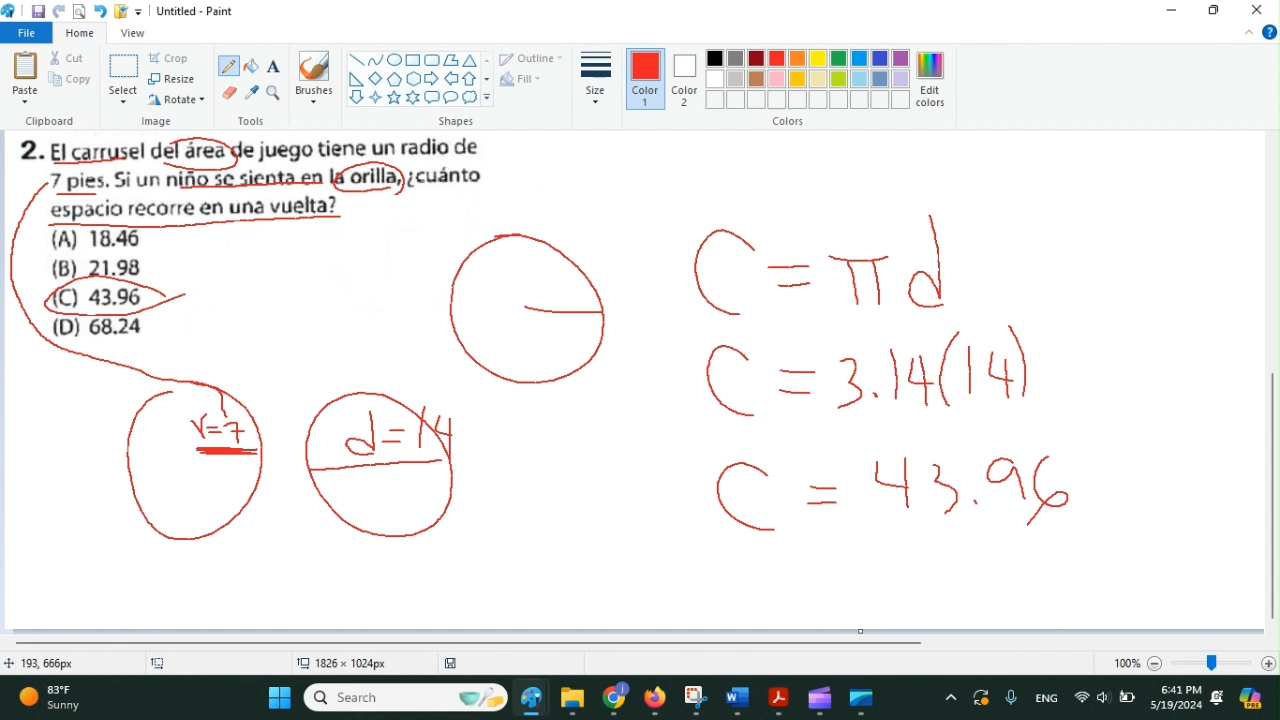 Untitled - Paint
File
Home
View
Paste
Cut
Copy
Clipboard
Select
Crop
Resize
Rotate
Image
A
Tools
Brushes
Outline
Fill
Shapes
Size
Color
1
Color
2
Edit
colors
Colors
2. El carrusel del área de juego tiene un radio de
7 pies. Si un niño se sienta en la orilla, ¿cuánto
espacio recorre en una vuelta?
(A) 18.46
(B) 21.98
(C) 43.96
(D) 68.24
r=7
d=14
C = π d
C = 3.14(14)
C = 43.96
193, 666px
1826 × 1024px
100%
83°F
Sunny
Search
ENG
6:41 PM
5/19/2024
PRE